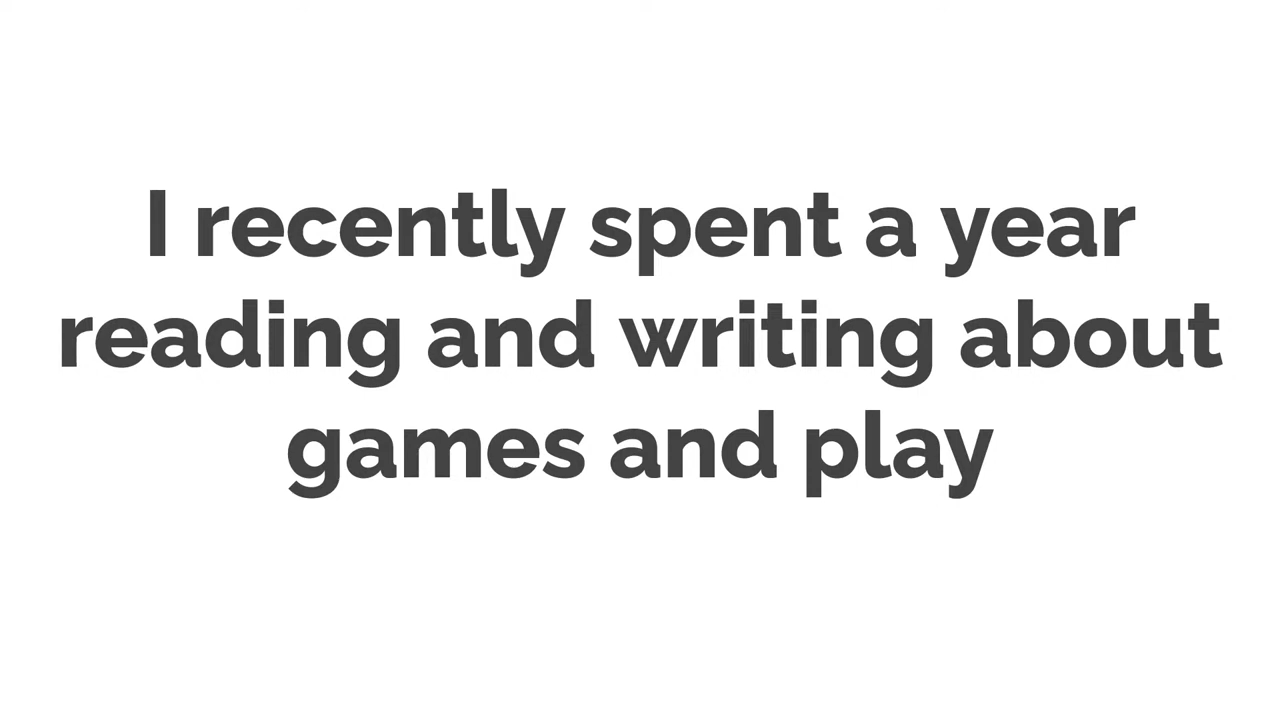 I recently spent a year
reading and writing about
games and play